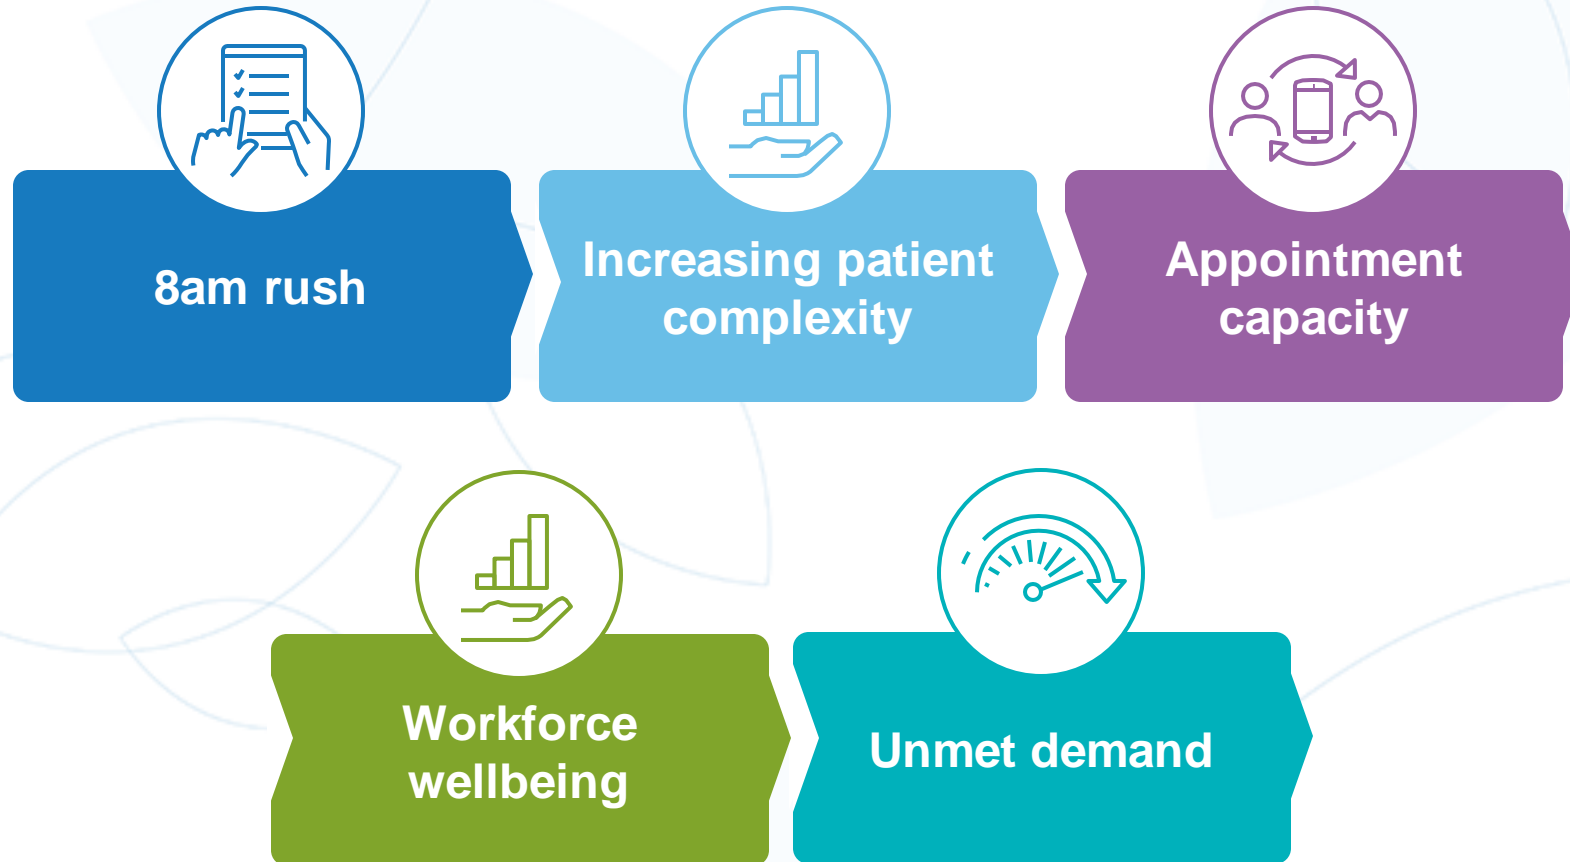 8am rush
Increasing patient
complexity
Appointment
capacity
Workforce
wellbeing
Unmet demand